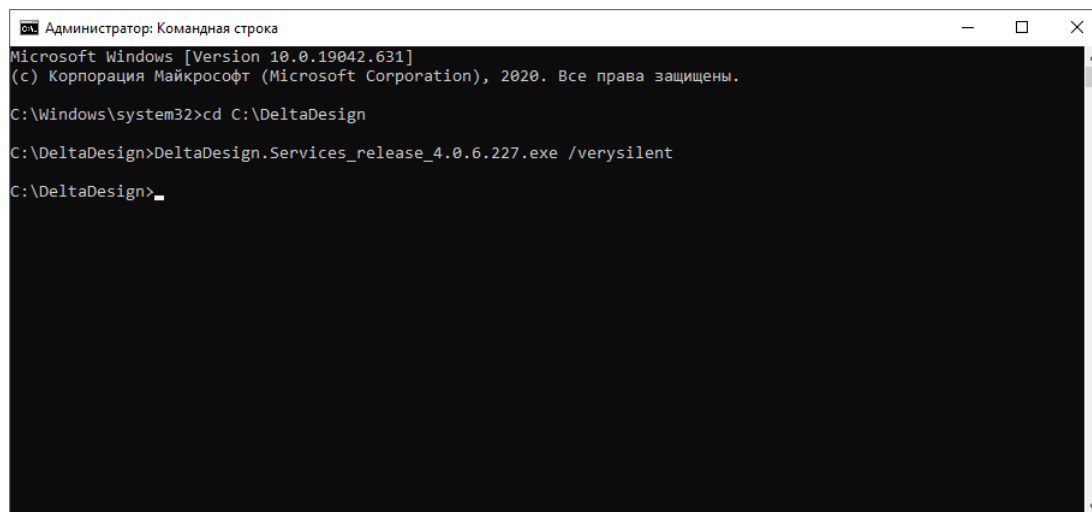 Администратор: Командная строка
Microsoft Windows [Version 10.0.19042.631]
(c) Корпорация Майкрософт (Microsoft Corporation), 2020. Все права защищены.
C:\Windows\system32>cd C:\DeltaDesign
C:\DeltaDesign>DeltaDesign.Services_release_4.0.6.227.exe /verysilent
C:\DeltaDesign>